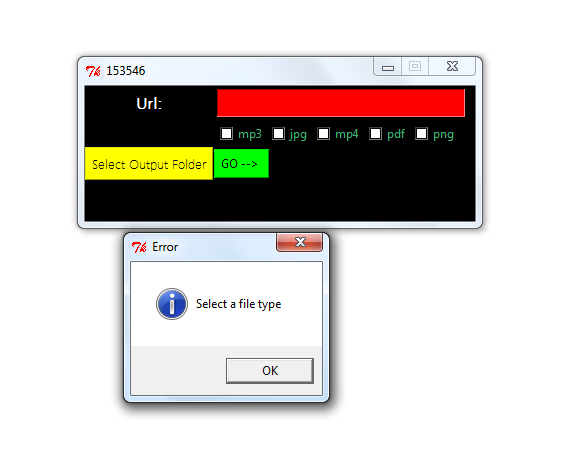 153546
Url:
mp3 jpg mp4 pdf png
Select Output Folder GO -->
Error
Select a file type
OK